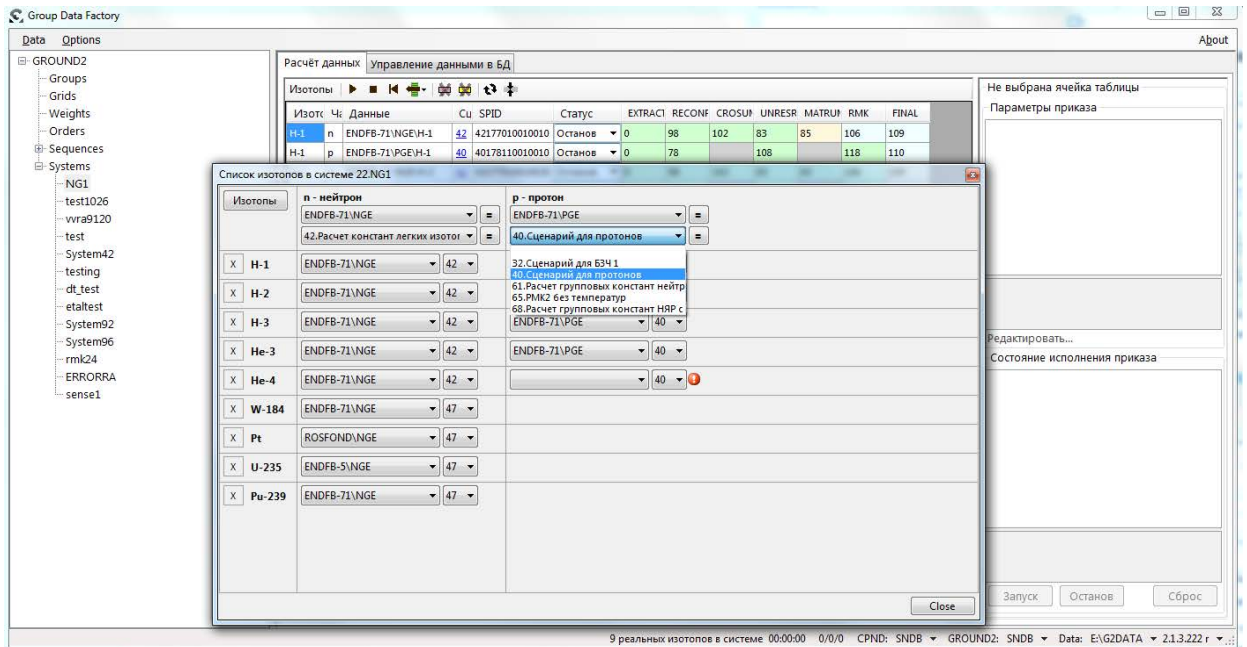 Group Data Factory
Data Options About
GROUND2
Groups
Grids
Weights
Orders
Sequences
Systems
NG1
test1026
vvra9120
test
System42
testing
dt_test
etaltest
System92
System96
rmk24
ERRORRA
sense1
Расчёт данных Управление данными в БД
Изотопы
Изото Ча Данные Сц SPID Статус EXTRACT RECONR CROSUM UNRESR MATRUM RMK FINAL
H-1 n ENDFB-71\NGE\H-1 42 42177010010010 Останов 0 98 102 83 85 106 109
H-1 p ENDFB-71\PGE\H-1 40 40178110010010 Останов 0 78 108 118 110
Не выбрана ячейка таблицы
Параметры приказа
Редактировать...
Состояние исполнения приказа
Запуск Останов Сброс
Список изотопов в системе 22.NG1
Изотопы n - нейтрон p - протон
ENDFB-71\NGE = ENDFB-71\PGE =
42.Расчет констант легких изотог = 40.Сценарий для протонов =
32.Сценарий для БЗЧ 1
40.Сценарий для протонов
61.Расчет групповых констант нейтр
65.РМК2 без температур
68.Расчет групповых констант НЯР с
X H-1 ENDFB-71\NGE 42
X H-2 ENDFB-71\NGE 42
X H-3 ENDFB-71\NGE 42 ENDFB-71\PGE 40
X He-3 ENDFB-71\NGE 42 ENDFB-71\PGE 40
X He-4 ENDFB-71\NGE 42 40
X W-184 ENDFB-71\NGE 47
X Pt ROSFOND\NGE 47
X U-235 ENDFB-5\NGE 47
X Pu-239 ENDFB-71\NGE 47
Close
9 реальных изотопов в системе 00:00:00 0/0/0 CPND: SNDB GROUND2: SNDB Data: E:\G2DATA 2.1.3.222 r